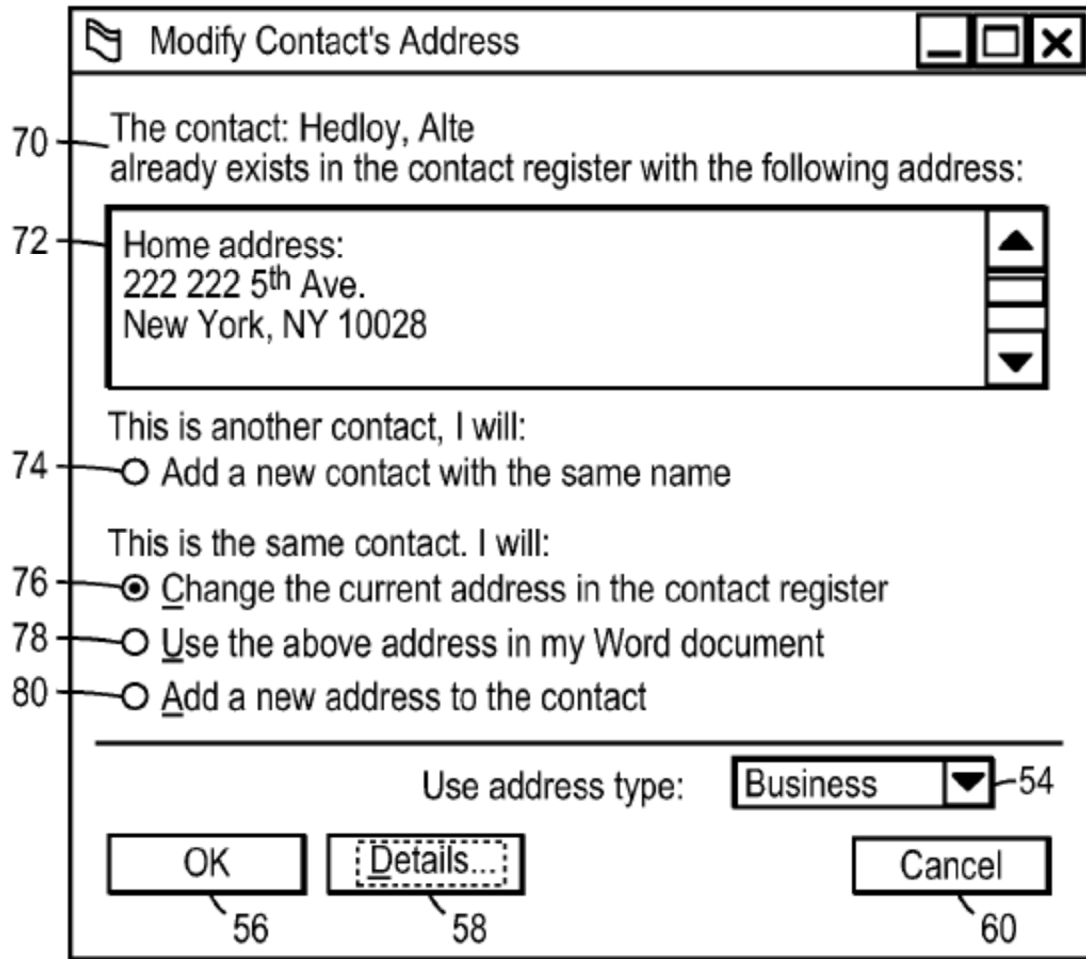 Modify Contact's Address
70
The contact: Hedloy, Alte
already exists in the contact register with the following address:
72
Home address:
222 222 5th Ave.
New York, NY 10028
This is another contact, I will:
74
Add a new contact with the same name
This is the same contact. I will:
76
Change the current address in the contact register
78
Use the above address in my Word document
80
Add a new address to the contact
Use address type:
Business
54
OK
Details...
Cancel
56
58
60